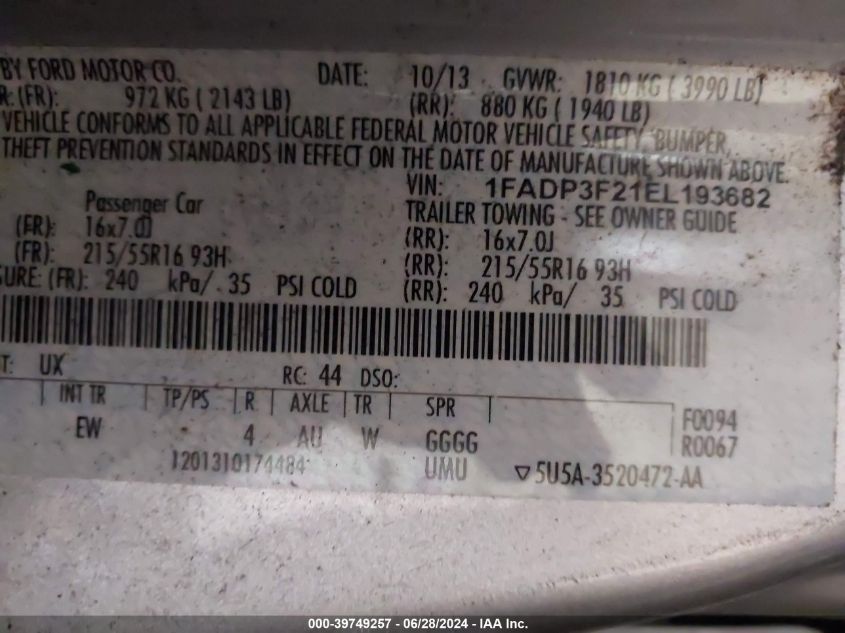 BY FORD MOTOR CO. DATE: 10/13 GVWR: 1810 KG ( 3990 LB)
R: (FR): 972 KG ( 2143 LB) (RR): 880 KG ( 1940 LB)
VEHICLE CONFORMS TO ALL APPLICABLE FEDERAL MOTOR VEHICLE SAFETY, BUMPER,
THEFT PREVENTION STANDARDS IN EFFECT ON THE DATE OF MANUFACTURE SHOWN ABOVE.
VIN: 1FADP3F21EL193682
Passenger Car TRAILER TOWING - SEE OWNER GUIDE
(FR): 16x7.0J (RR): 16x7.0J
(FR): 215/55R16 93H (RR): 215/55R16 93H
SURE: (FR): 240 kPa/ 35 PSI COLD (RR): 240 kPa/ 35 PSI COLD
T: UX RC: 44 DSO:
INT TR TP/PS R AXLE TR SPR F0094
EW 4 AU W GGGG R0067
1201310174484 UMU ▽5U5A-3520472-AA
000-39749257 - 06/28/2024 - IAA Inc.